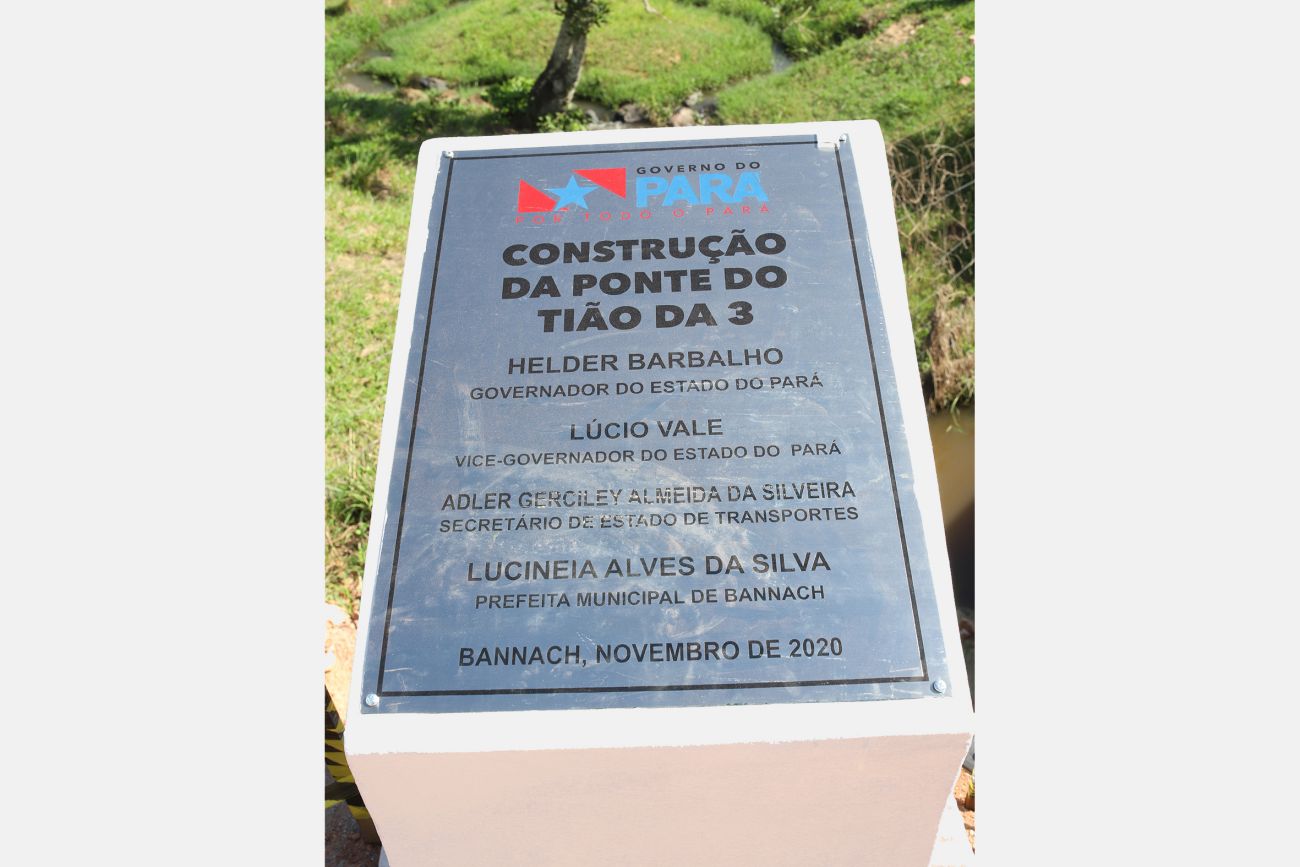 GOVERNO DO
PARÁ
POR TODO O PARÁ
CONSTRUÇÃO
DA PONTE DO
TIÃO DA 3
HELDER BARBALHO
GOVERNADOR DO ESTADO DO PARÁ
LÚCIO VALE
VICE-GOVERNADOR DO ESTADO DO PARÁ
ADLER GERCILEY ALMEIDA DA SILVEIRA
SECRETÁRIO DE ESTADO DE TRANSPORTES
LUCINEIA ALVES DA SILVA
PREFEITA MUNICIPAL DE BANNACH
BANNACH, NOVEMBRO DE 2020